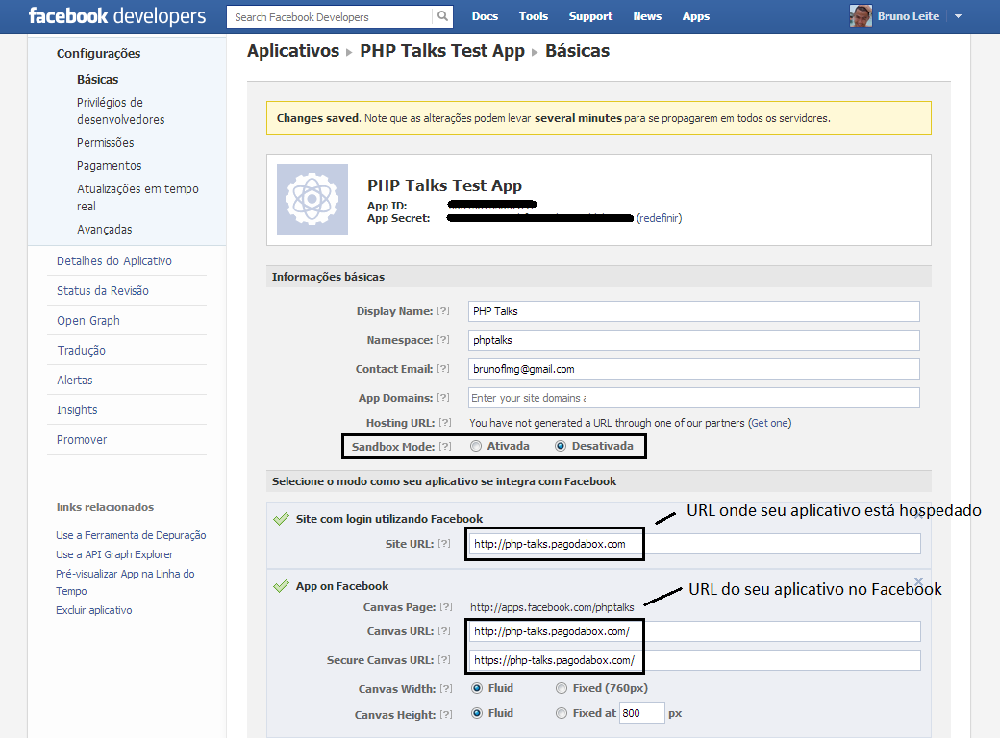 facebook developers
Search Facebook Developers
Docs Tools Support News Apps
Bruno Leite
Configurações
Básicas
Privilégios de
desenvolvedores
Permissões
Pagamentos
Atualizações em tempo
real
Avançadas
Detalhes do Aplicativo
Status da Revisão
Open Graph
Tradução
Alertas
Insights
Promover
links relacionados
Use a Ferramenta de Depuração
Use a API Graph Explorer
Pré-visualizar App na Linha do
Tempo
Excluir aplicativo
Aplicativos ▸ PHP Talks Test App ▸ Básicas
Changes saved. Note que as alterações podem levar several minutes para se propagarem em todos os servidores.
PHP Talks Test App
App ID:
App Secret: (redefinir)
Informações básicas
Display Name: [?] PHP Talks
Namespace: [?] phptalks
Contact Email: [?] brunoflmg@gmail.com
App Domains: [?] Enter your site domains a
Hosting URL: [?] You have not generated a URL through one of our partners (Get one)
Sandbox Mode: [?] Ativada Desativada
Selecione o modo como seu aplicativo se integra com Facebook
URL onde seu aplicativo está hospedado
Site com login utilizando Facebook
Site URL: [?] http://php-talks.pagodabox.com
URL do seu aplicativo no Facebook
App on Facebook
Canvas Page: [?] http://apps.facebook.com/phptalks
Canvas URL: [?] http://php-talks.pagodabox.com/
Secure Canvas URL: [?] https://php-talks.pagodabox.com/
Canvas Width: [?] Fluid Fixed (760px)
Canvas Height: [?] Fluid Fixed at 800 px